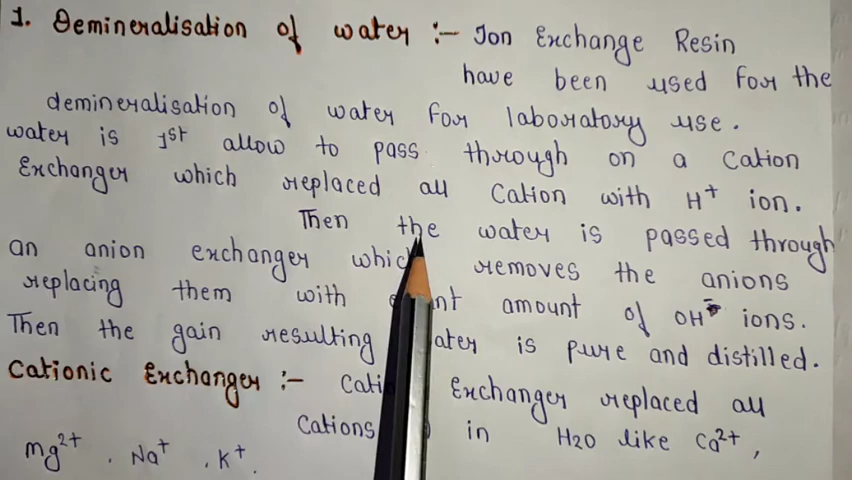 1. Demineralisation of water :- Ion Exchange Resin
have been used for the
demineralisation of water for laboratory use.
water is 1st allow to pass through on a Cation
Exchanger which replaced all Cation with H+ ion.
Then the water is passed through
an anion exchanger which removes the anions
replacing them with amount of OH- ions.
Then the gain resulting water is pure and distilled.
Cationic Exchanger :- Cation Exchanger replaced all
Cations in H2O like Ca2+,
Mg2+ , Na+ , K+.